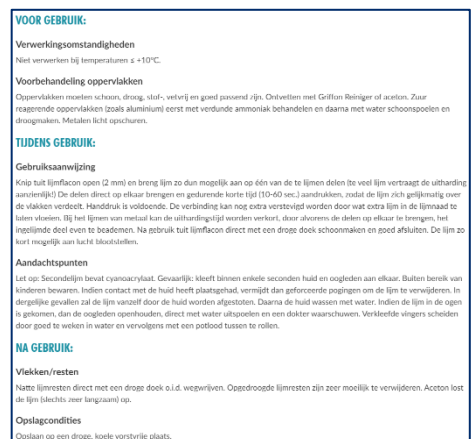 VOOR GEBRUIK:
Verwerkingsomstandigheden
Niet verwerken bij temperaturen ≤ +10°C.
Voorbehandeling oppervlakken
Oppervlakken moeten schoon, droog, stof-, vetvrij en goed passend zijn. Ontvetten met Griffon Reiniger of aceton. Zuur
reagerende oppervlakken (zoals aluminium) eerst met verdunde ammoniak behandelen en daarna met water schoonspoelen en
droogmaken. Metalen licht opschuren.
TIJDENS GEBRUIK:
Gebruiksaanwijzing
Knip tuit lijmflacon open (2 mm) en breng lijm zo dun mogelijk aan op één van de te lijmen delen (te veel lijm vertraagt de uitharding
aanzienlijk!) De delen direct op elkaar brengen en gedurende korte tijd (10-60 sec.) aandrukken, zodat de lijm zich gelijkmatig over
de vlakken verdeelt. Handdruk is voldoende. De verbinding kan nog extra verstevigd worden door wat extra lijm in de lijmnaad te
laten vloeien. Bij het lijmen van metaal kan de uithardingstijd worden verkort, door alvorens de delen op elkaar te brengen, het
ingelijmde deel even te beademen. Na gebruik tuit lijmflacon direct met een droge doek schoonmaken en goed afsluiten. De lijm zo
kort mogelijk aan lucht blootstellen.
Aandachtspunten
Let op: Secondelijm bevat cyanoacrylaat. Gevaarlijk: kleeft binnen enkele seconden huid en oogleden aan elkaar. Buiten bereik van
kinderen bewaren. Indien contact met de huid heeft plaatsgehad, vermijdt dan geforceerde pogingen om de lijm te verwijderen. In
dergelijke gevallen zal de lijm vanzelf door de huid worden afgestoten. Daarna de huid wassen met water. Indien de lijm in de ogen
is gekomen, dan de oogleden openhouden, direct met water uitspoelen en een dokter waarschuwen. Verkleefde vingers scheiden
door goed te weken in water en vervolgens met een potlood tussen te rollen.
NA GEBRUIK:
Vlekken/resten
Natte lijmresten direct met een droge doek o.i.d. wegwrijven. Opgedroogde lijmresten zijn zeer moeilijk te verwijderen. Aceton lost
de lijm (slechts zeer langzaam) op.
Opslagcondities
Opslaan op een droge, koele vorstvrije plaats.